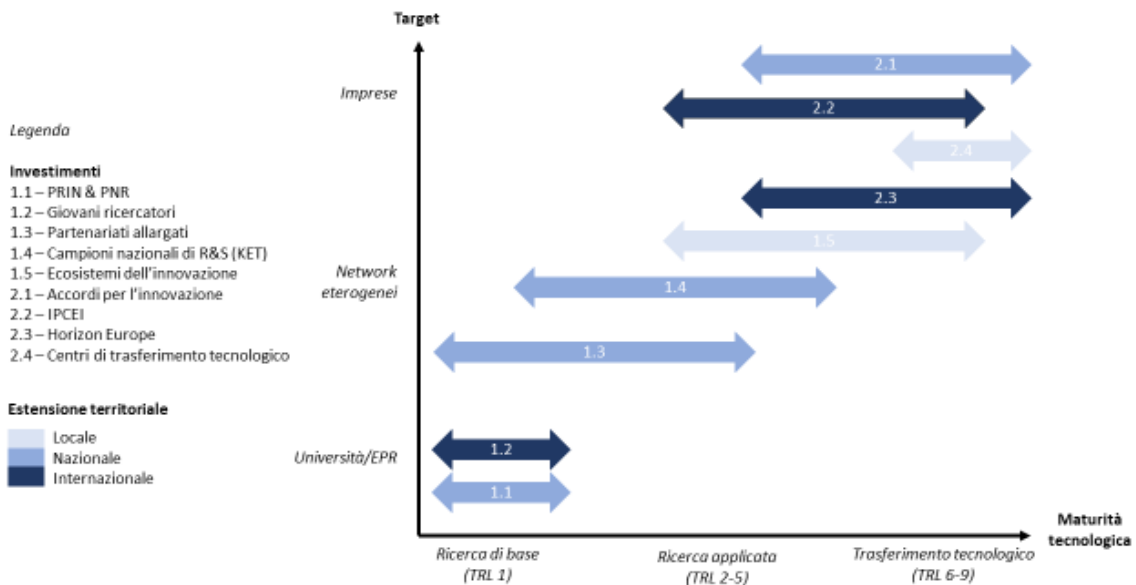 Target
Imprese
Network
eterogenei
Università/EPR
Legenda
Investimenti
1.1 – PRIN & PNR
1.2 – Giovani ricercatori
1.3 – Partenariati allargati
1.4 – Campioni nazionali di R&S (KET)
1.5 – Ecosistemi dell'innovazione
2.1 – Accordi per l'innovazione
2.2 – IPCEI
2.3 – Horizon Europe
2.4 – Centri di trasferimento tecnologico
Estensione territoriale
Locale
Nazionale
Internazionale
2.1
2.2
2.4
2.3
1.5
1.4
1.3
1.2
1.1
Ricerca di base
(TRL 1)
Ricerca applicata
(TRL 2-5)
Trasferimento tecnologico
(TRL 6-9)
Maturità
tecnologica